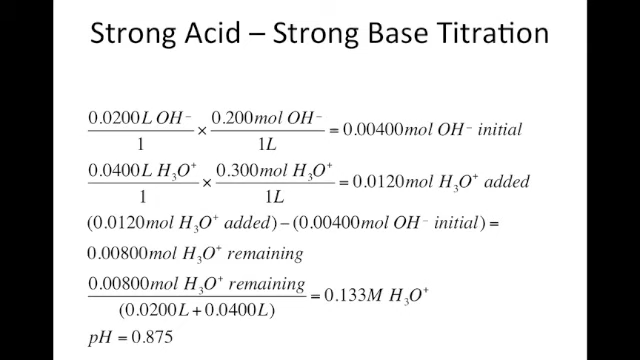 Strong Acid – Strong Base Titration
0.0200L OH⁻ / 1 × 0.200mol OH⁻ / 1L = 0.00400mol OH⁻ initial
0.0400L H₃O⁺ / 1 × 0.300mol H₃O⁺ / 1L = 0.0120mol H₃O⁺ added
(0.0120mol H₃O⁺ added) – (0.00400mol OH⁻ initial) =
0.00800mol H₃O⁺ remaining
0.00800mol H₃O⁺ remaining / (0.0200L + 0.0400L) = 0.133M H₃O⁺
pH = 0.875